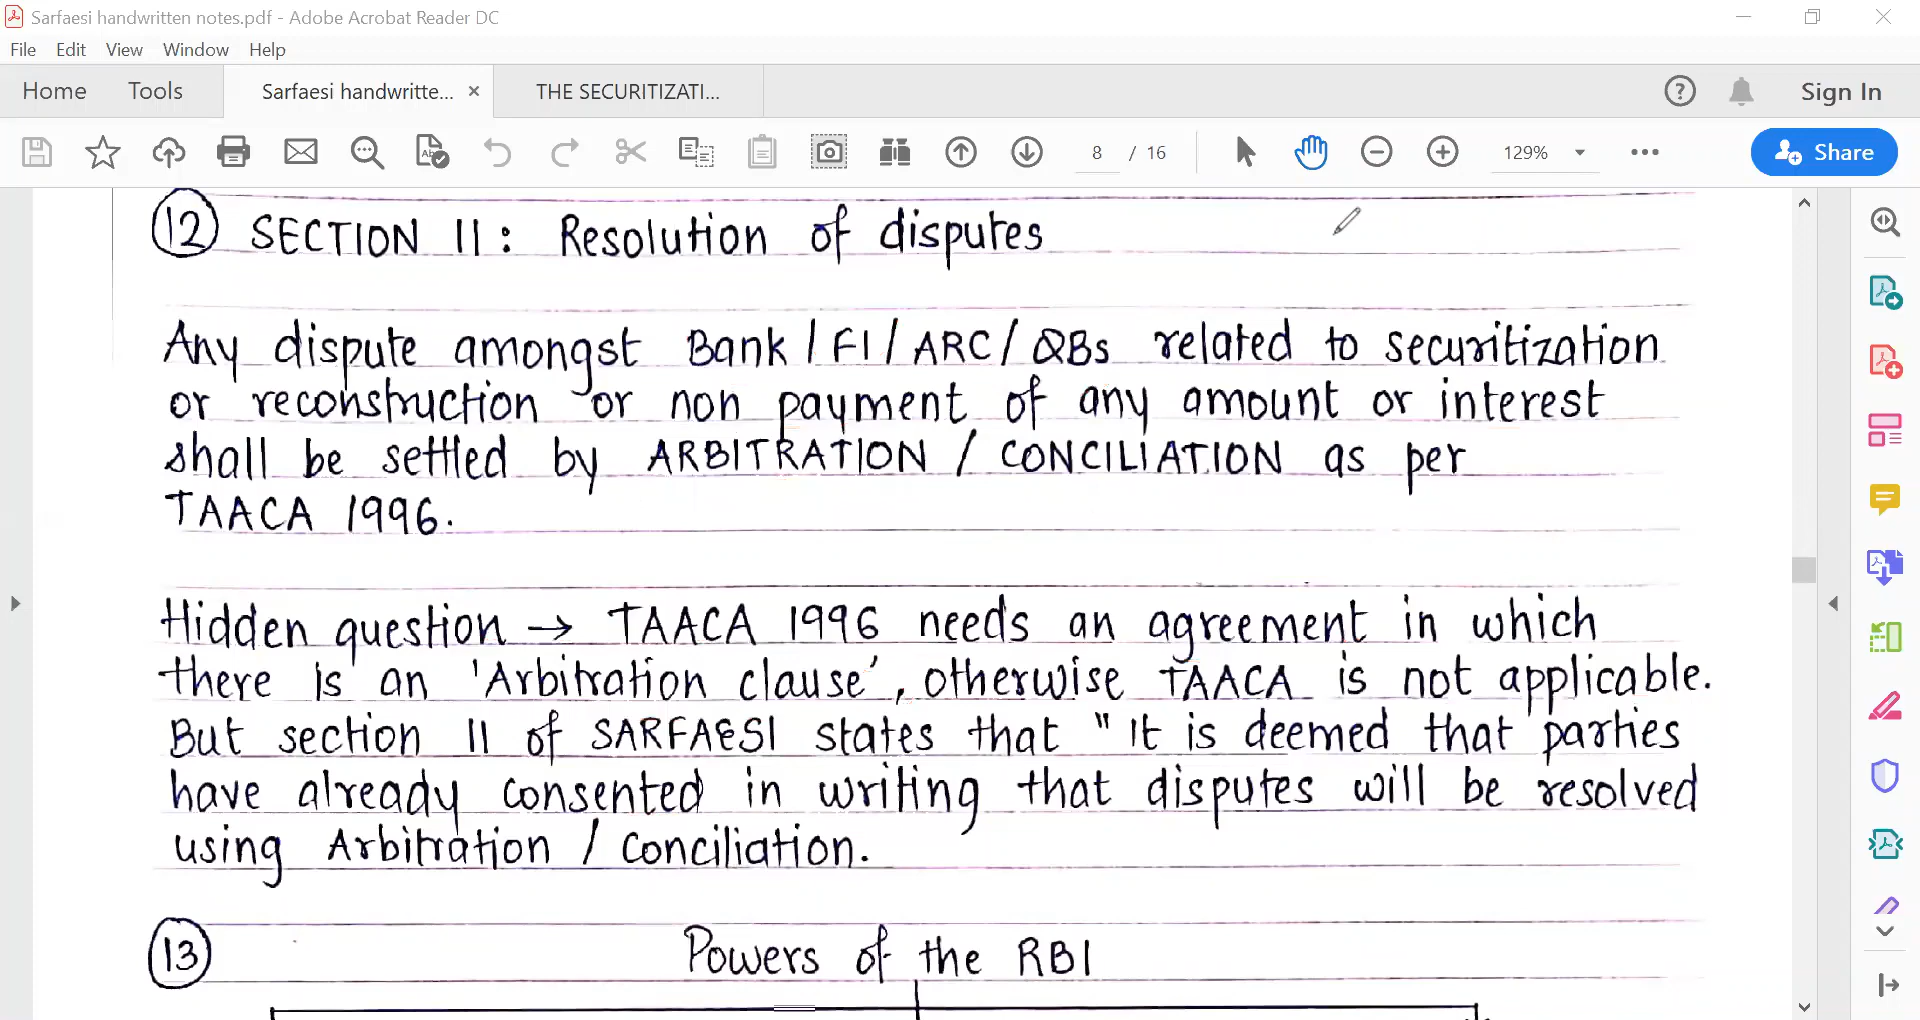 Sarfaesi handwritten notes.pdf - Adobe Acrobat Reader DC
File Edit View Window Help
Home Tools Sarfaesi handwritte... × THE SECURITIZATI... Sign In
8 / 16 129% Share
12 SECTION 11 : Resolution of disputes
Any dispute amongst Bank / FI / ARC / QBs related to securitization
or reconstruction or non payment of any amount or interest
shall be settled by ARBITRATION / CONCILIATION as per
TAACA 1996.
Hidden question → TAACA 1996 needs an agreement in which
there is an 'Arbitration clause', otherwise TAACA is not applicable.
But section 11 of SARFAESI states that "It is deemed that parties
have already consented in writing that disputes will be resolved
using Arbitration / Conciliation.
13 Powers of the RBI